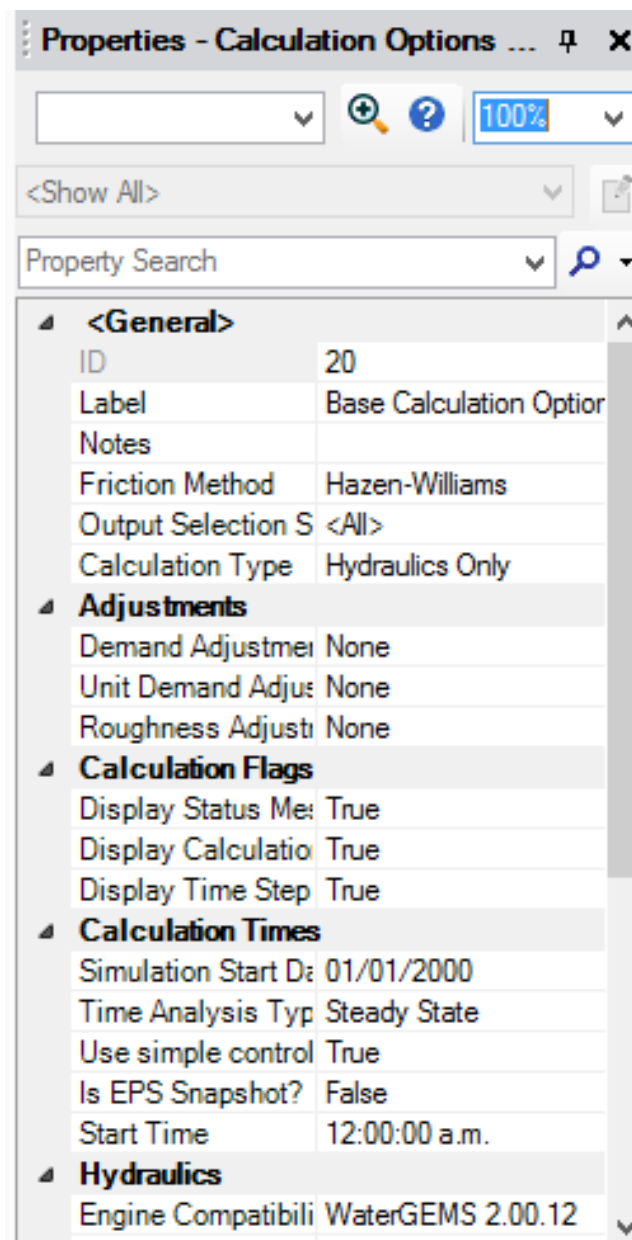 Properties - Calculation Options ...
100%
<Show All>
Property Search
<General>
ID 20
Label Base Calculation Option
Notes
Friction Method Hazen-Williams
Output Selection S <All>
Calculation Type Hydraulics Only
Adjustments
Demand Adjustmen None
Unit Demand Adjus None
Roughness Adjustr None
Calculation Flags
Display Status Mes True
Display Calculatio True
Display Time Step True
Calculation Times
Simulation Start Da 01/01/2000
Time Analysis Typ Steady State
Use simple control True
Is EPS Snapshot? False
Start Time 12:00:00 a.m.
Hydraulics
Engine Compatibili WaterGEMS 2.00.12